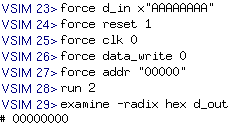 VSIM 23> force d_in x"AAAAAAAA"
VSIM 24> force reset 1
VSIM 25> force clk 0
VSIM 26> force data_write 0
VSIM 27> force addr "00000"
VSIM 28> run 2
VSIM 29> examine -radix hex d_out
# 00000000